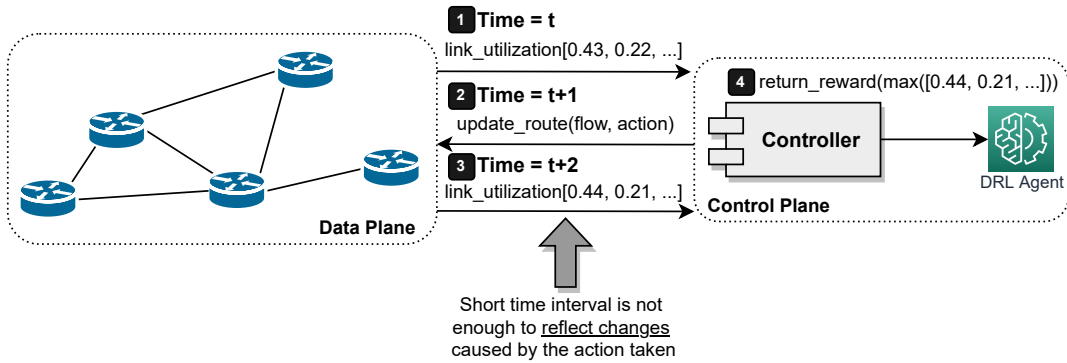 1 Time = t
link_utilization[0.43, 0.22, ...]
2 Time = t+1
update_route(flow, action)
3 Time = t+2
link_utilization[0.44, 0.21, ...]
Data Plane
4 return_reward(max([0.44, 0.21, ...]))
Controller
DRL Agent
Control Plane
Short time interval is not
enough to reflect changes
caused by the action taken